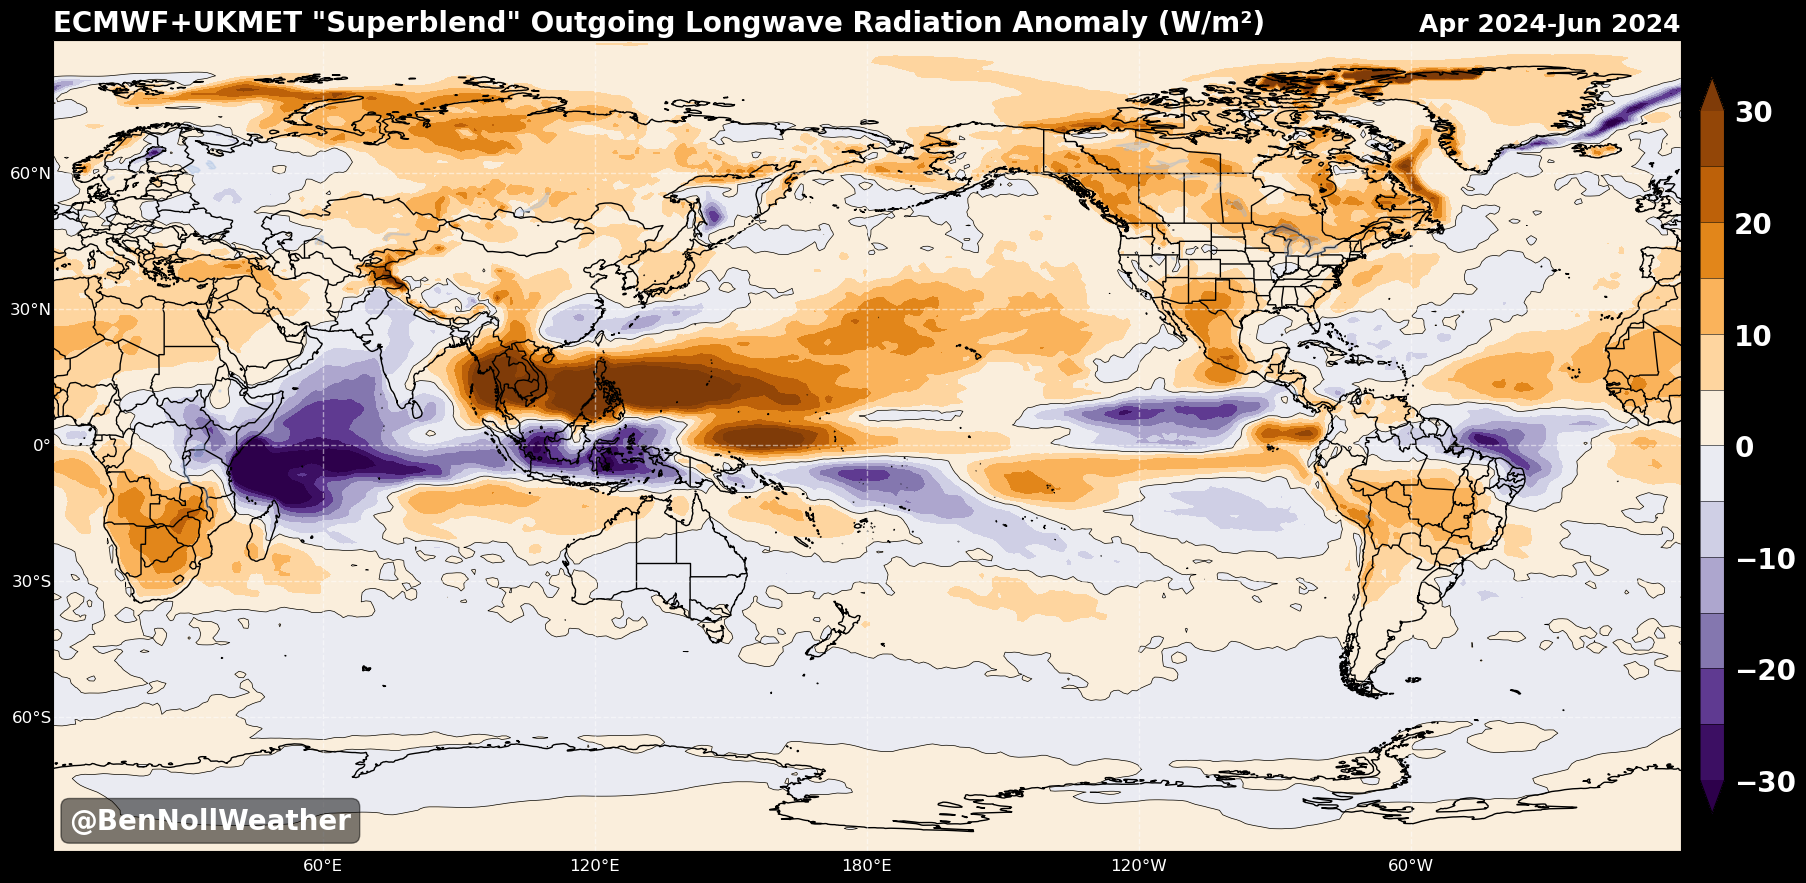 ECMWF+UKMET "Superblend" Outgoing Longwave Radiation Anomaly (W/m²) Apr 2024-Jun 2024
30
20
10
0
−10
−20
−30
60°N
30°N
0°
30°S
60°S
@BenNollWeather
60°E 120°E 180°E 120°W 60°W